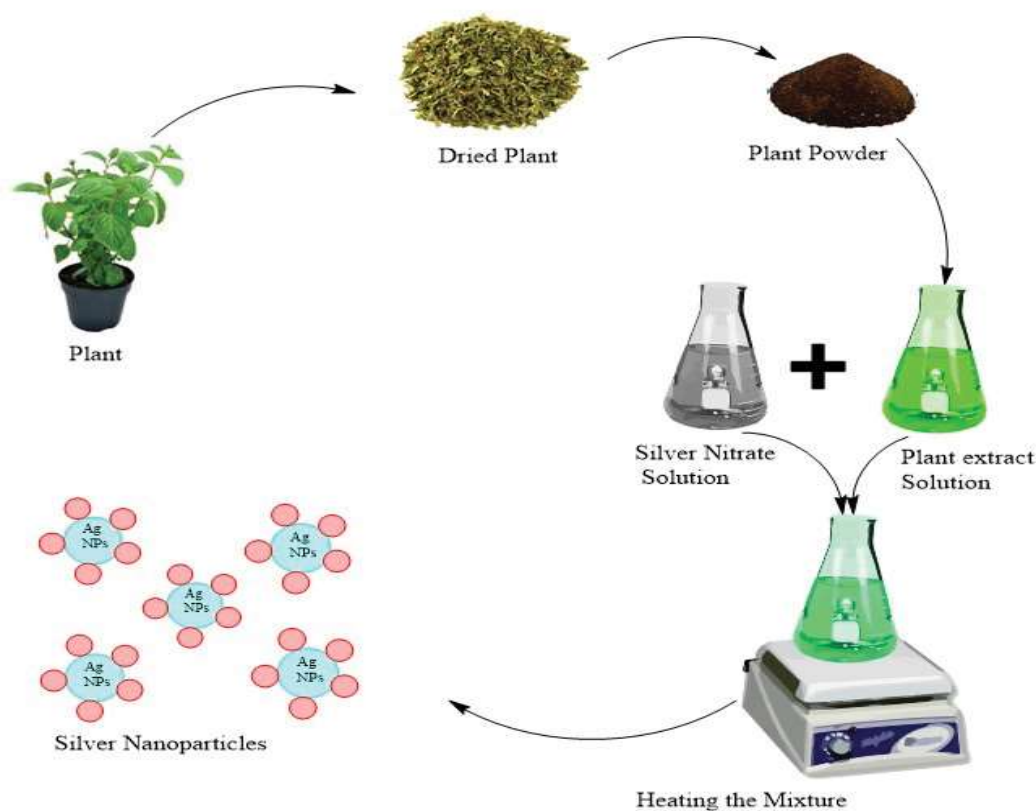 Dried Plant
Plant Powder
Plant
Silver Nitrate
Solution
Plant extract
Solution
Ag
NPs
Ag
NPs
Ag
NPs
Ag
NPs
Ag
NPs
Silver Nanoparticles
Heating the Mixture